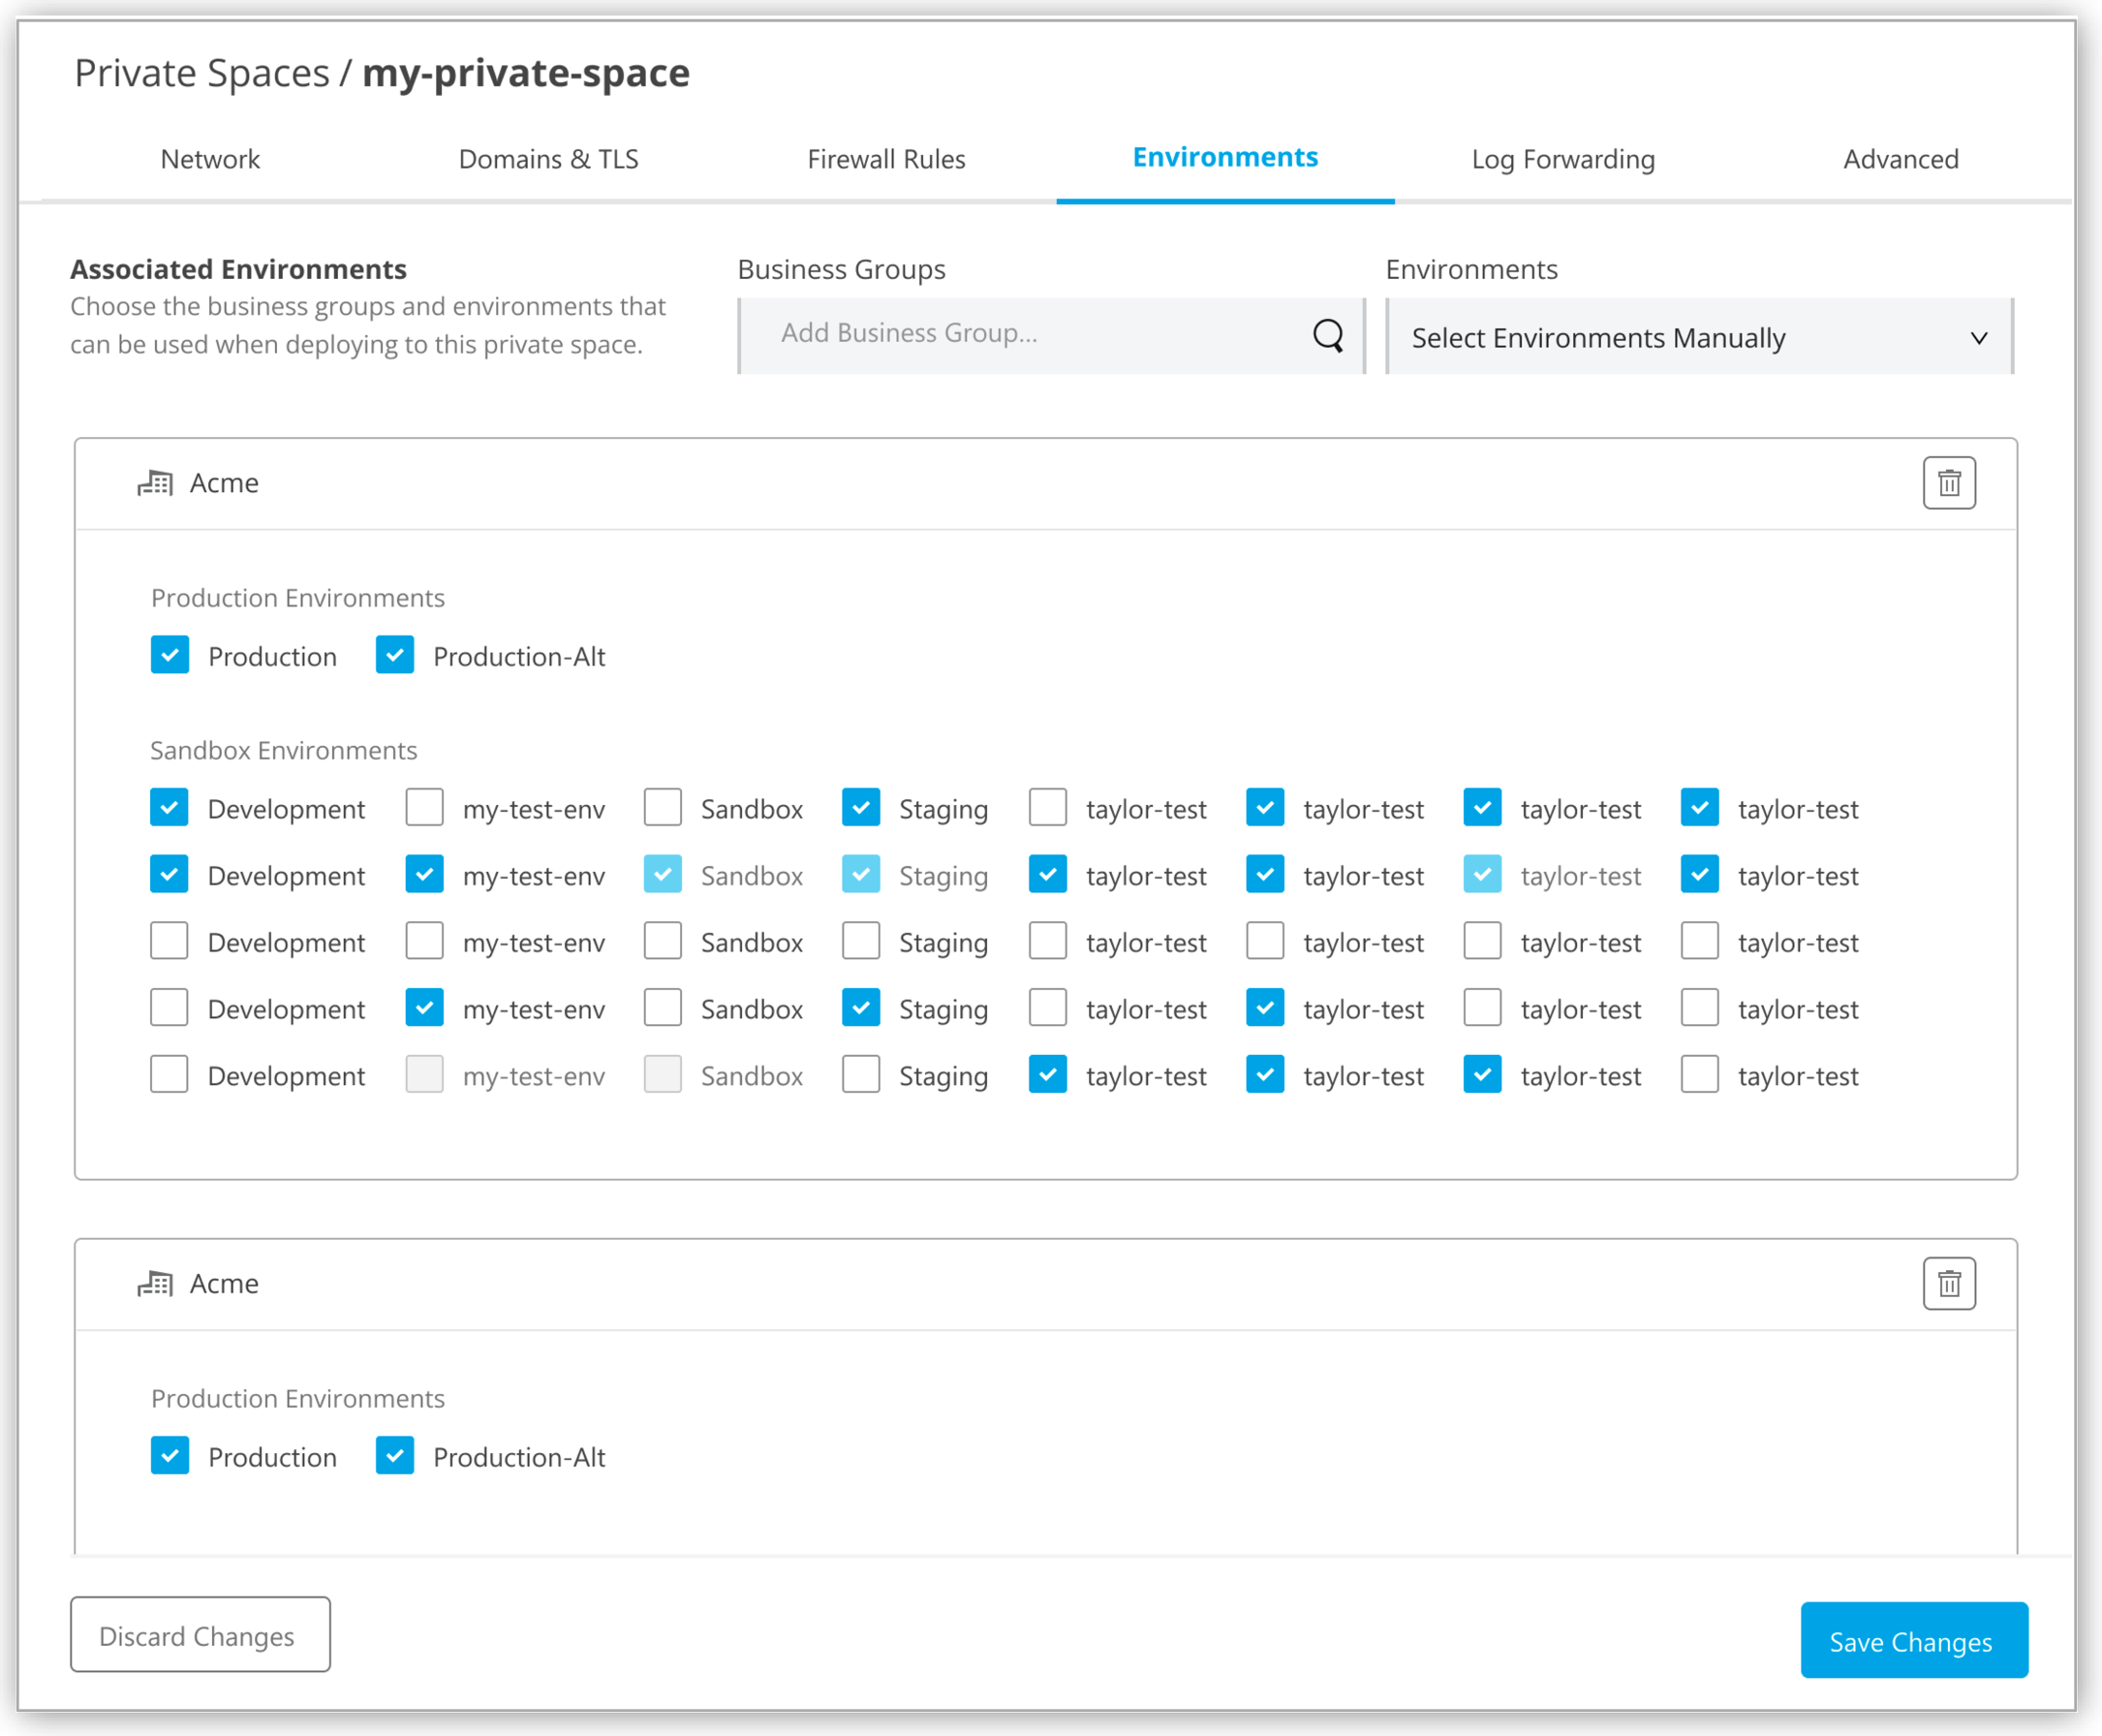 Private Spaces / my-private-space
Network Domains & TLS Firewall Rules Environments Log Forwarding Advanced
Associated Environments
Choose the business groups and environments that
can be used when deploying to this private space.
Business Groups
Add Business Group...
Environments
Select Environments Manually
Acme
Production Environments
Production Production-Alt
Sandbox Environments
Development my-test-env Sandbox Staging taylor-test taylor-test taylor-test taylor-test
Development my-test-env Sandbox Staging taylor-test taylor-test taylor-test taylor-test
Development my-test-env Sandbox Staging taylor-test taylor-test taylor-test taylor-test
Development my-test-env Sandbox Staging taylor-test taylor-test taylor-test taylor-test
Development my-test-env Sandbox Staging taylor-test taylor-test taylor-test taylor-test
Acme
Production Environments
Production Production-Alt
Discard Changes
Save Changes